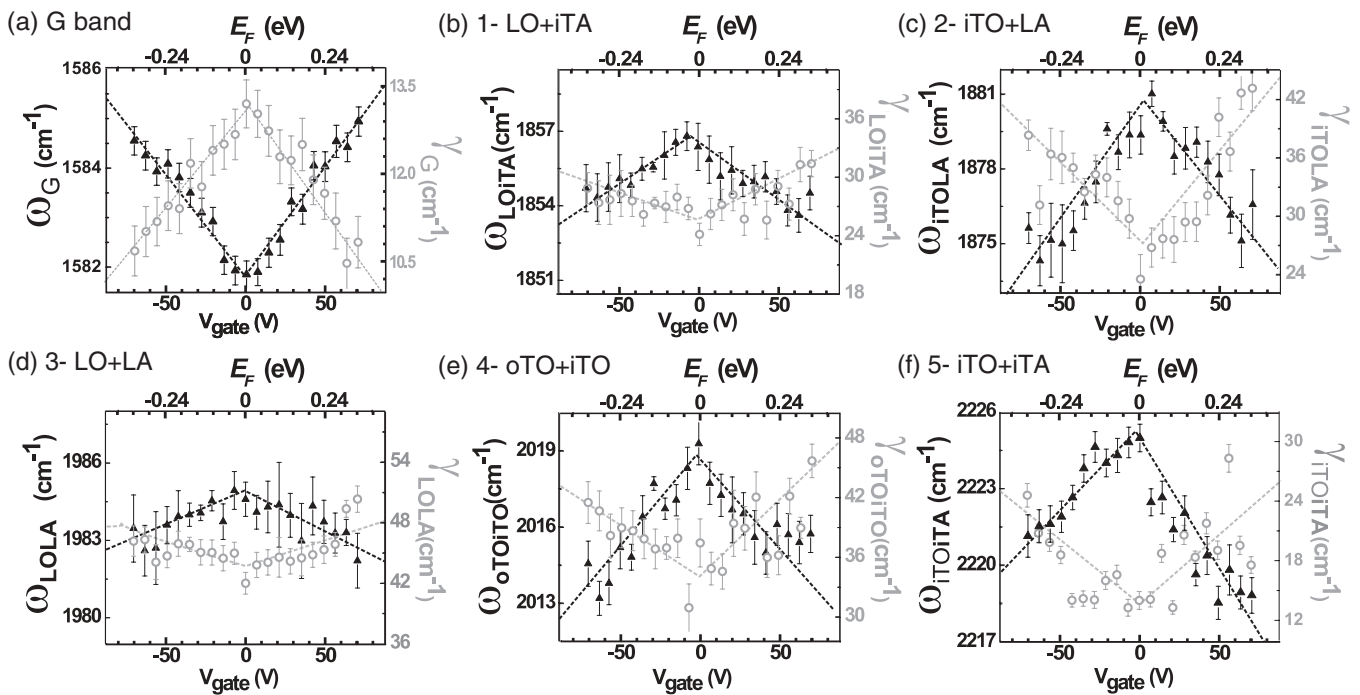 (a) G band
E_F (eV)
-0.24 0 0.24
1586
1584
1582
ω_G (cm⁻¹)
13.5
12.0
10.5
γ_G (cm⁻¹)
-50 0 50
V_gate (V)
(b) 1- LO+iTA
E_F (eV)
-0.24 0 0.24
1857
1854
1851
ω_LOiTA (cm⁻¹)
36
30
24
18
γ_LOiTA (cm⁻¹)
-50 0 50
V_gate (V)
(c) 2- iTO+LA
E_F (eV)
-0.24 0 0.24
1881
1878
1875
ω_iTOLA (cm⁻¹)
42
36
30
24
γ_iTOLA (cm⁻¹)
-50 0 50
V_gate (V)
(d) 3- LO+LA
E_F (eV)
-0.24 0 0.24
1986
1983
1980
ω_LOLA (cm⁻¹)
54
48
42
36
γ_LOLA (cm⁻¹)
-50 0 50
V_gate (V)
(e) 4- oTO+iTO
E_F (eV)
-0.24 0 0.24
2019
2016
2013
ω_oTOiTO (cm⁻¹)
48
42
36
30
γ_oTOiTO (cm⁻¹)
-50 0 50
V_gate (V)
(f) 5- iTO+iTA
E_F (eV)
-0.24 0 0.24
2226
2223
2220
2217
ω_iTOiTA (cm⁻¹)
30
24
18
13
γ_iTOiTA (cm⁻¹)
-50 0 50
V_gate (V)